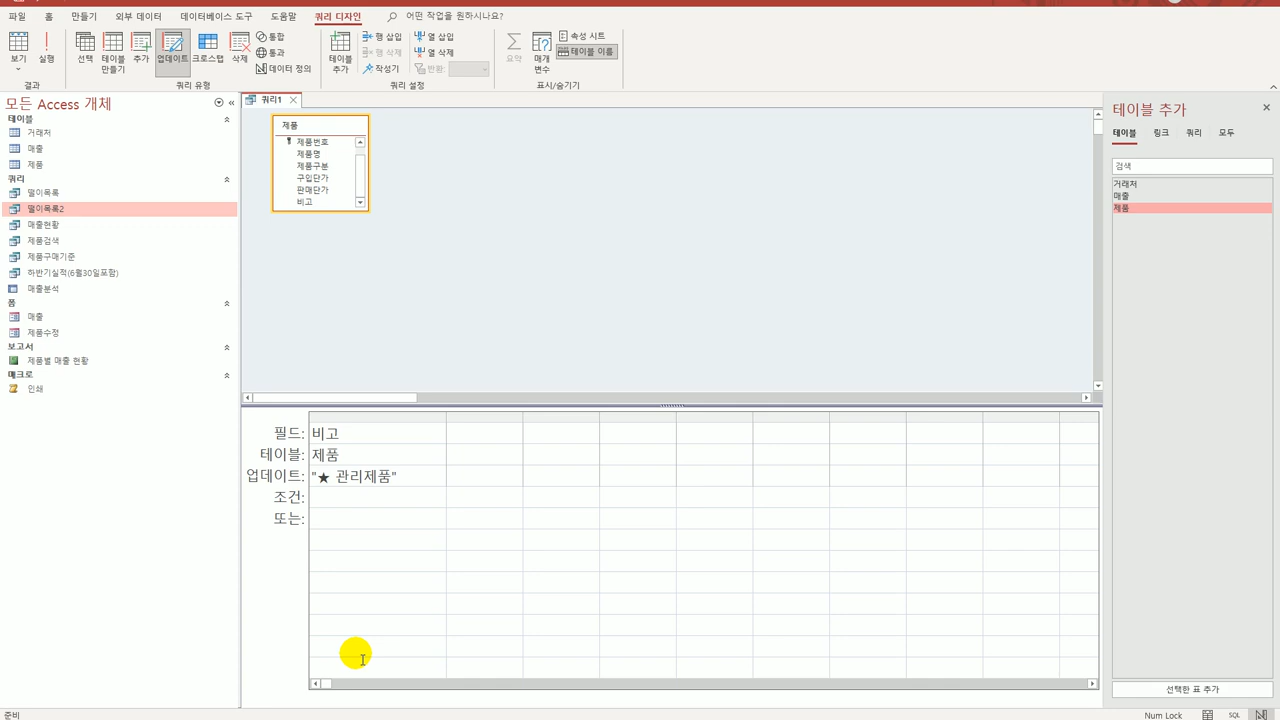 파일 홈 만들기 외부 데이터 데이터베이스 도구 도움말 쿼리 디자인 어떤 작업을 원하시나요?
보기 실행 선택 테이블 만들기 추가 업데이트 크로스탭 삭제
통합
통과
데이터 정의
테이블 추가
행 삽입
행 삭제
작성기
열 삽입
열 삭제
반환:
요약
매개 변수
속성 시트
테이블 이름
결과 쿼리 유형 쿼리 설정 표시/숨기기
모든 Access 개체
테이블
거래처
매출
제품
쿼리
떨이목록
떨이목록2
매출현황
제품검색
제품구매기준
하반기실적(6월30일포함)
매출분석
폼
매출
제품수정
보고서
제품별 매출 현황
매크로
인쇄
쿼리1
제품
제품번호
제품명
제품구분
구입단가
판매단가
비고
필드: 비고
테이블: 제품
업데이트: "★ 관리제품"
조건:
또는:
테이블 추가
테이블 링크 쿼리 모두
검색
거래처
매출
제품
선택한 표 추가
준비
Num Lock
SQL